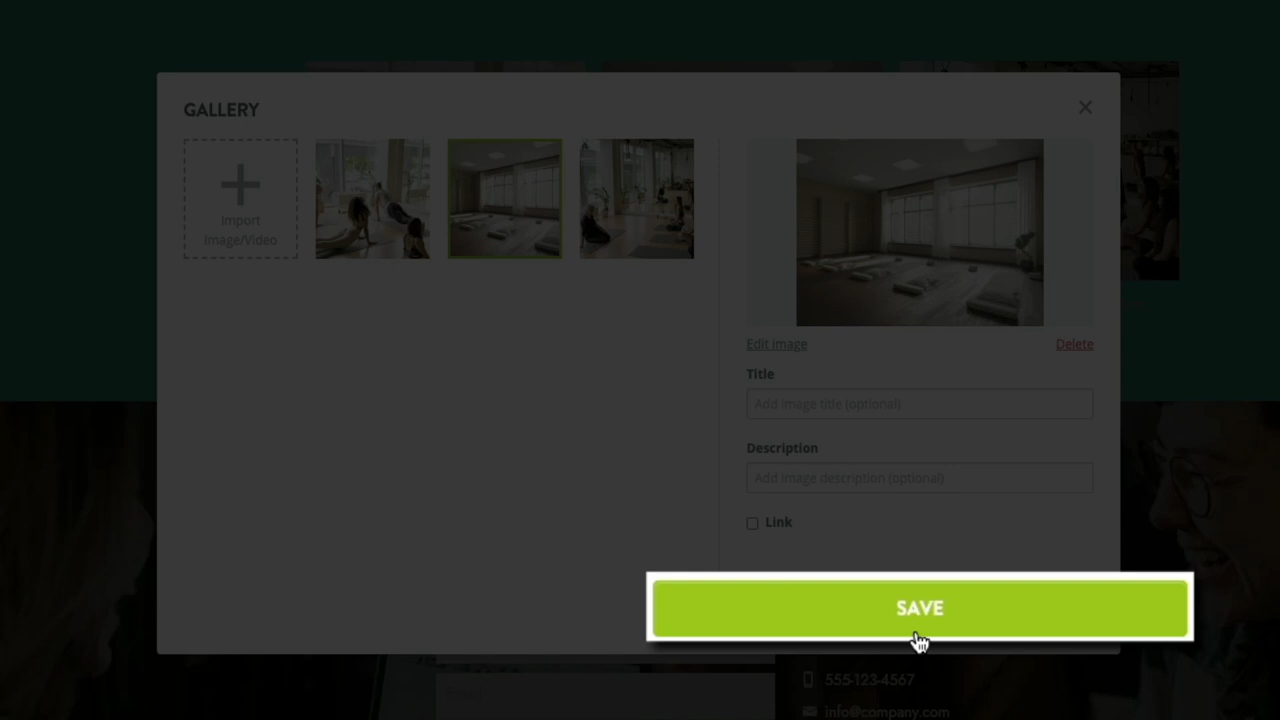 GALLERY
Import
Image/Video
Edit image
Delete
Title
Add image title (optional)
Description
Add image description (optional)
Link
SAVE
Email
555-123-4567
info@company.com